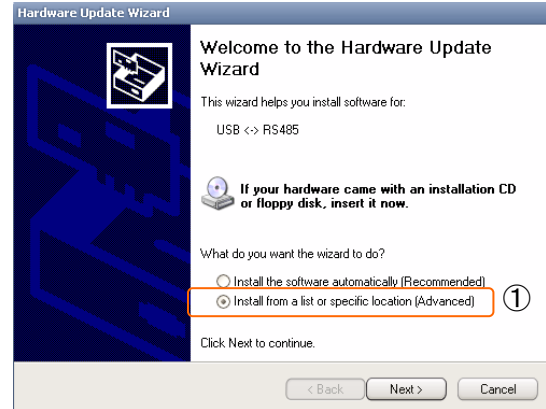 Hardware Update Wizard
Welcome to the Hardware Update
Wizard
This wizard helps you install software for:
USB <-> RS485
If your hardware came with an installation CD
or floppy disk, insert it now.
What do you want the wizard to do?
Install the software automatically (Recommended)
Install from a list or specific location (Advanced)
①
Click Next to continue.
< Back
Next >
Cancel